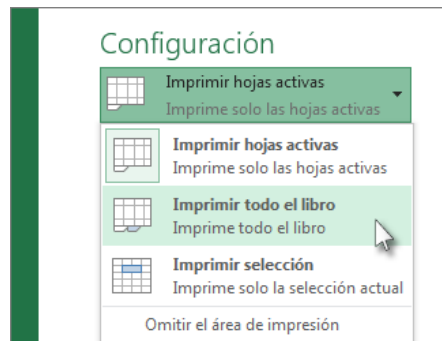 Configuración
Imprimir hojas activas
Imprime solo las hojas activas
Imprimir hojas activas
Imprime solo las hojas activas
Imprimir todo el libro
Imprime todo el libro
Imprimir selección
Imprime solo la selección actual
Omitir el área de impresión